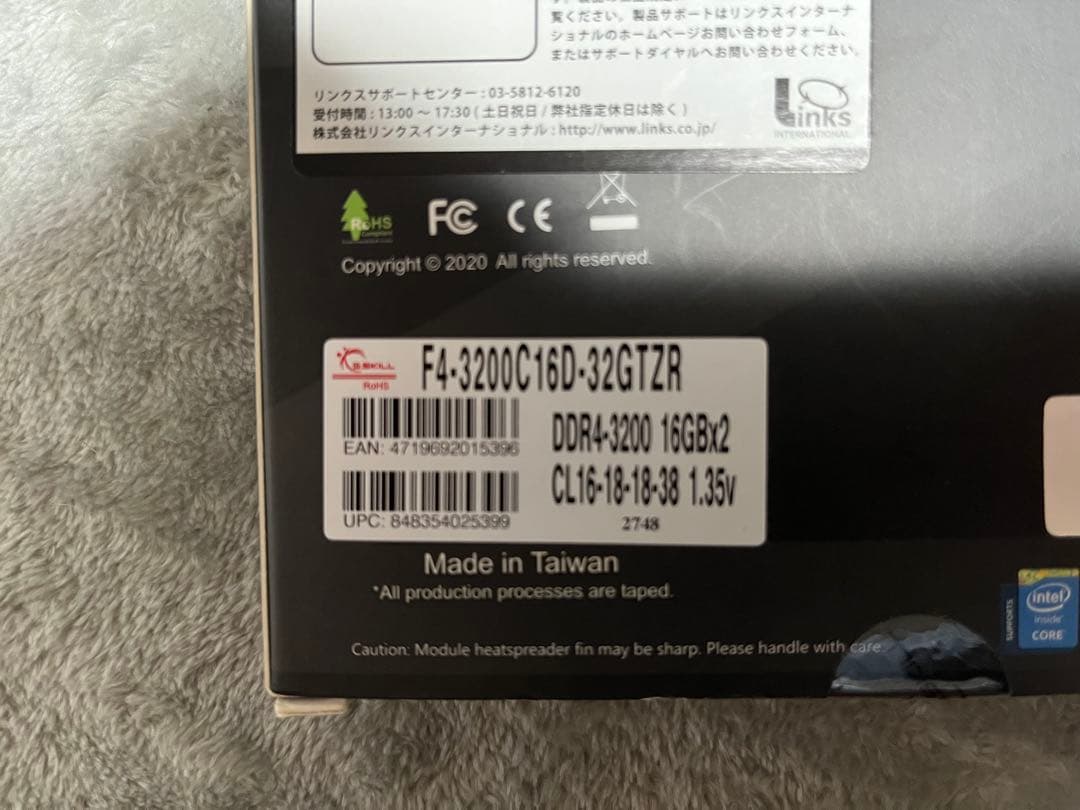 覧ください。製品サポートはリンクスインターナ
ショナルのホームページお問い合わせフォーム、
またはサポートダイヤルへお問い合わせください。
リンクスサポートセンター : 03-5812-6120
受付時間 : 13:00 〜 17:30 ( 土日祝日 / 弊社指定休日は除く )
株式会社リンクスインターナショナル : http://www.links.co.jp/
Links
INTERNATIONAL
RoHS
Compliant
FC CE
Copyright © 2020 All rights reserved.
G.SKILL
RoHS
F4-3200C16D-32GTZR
EAN: 4719692015396
DDR4-3200 16GBx2
CL16-18-18-38 1.35v
UPC: 848354025399
2748
Made in Taiwan
*All production processes are taped.
SUPPORTS
intel
inside
CORE
Caution: Module heatspreader fin may be sharp. Please handle with care.